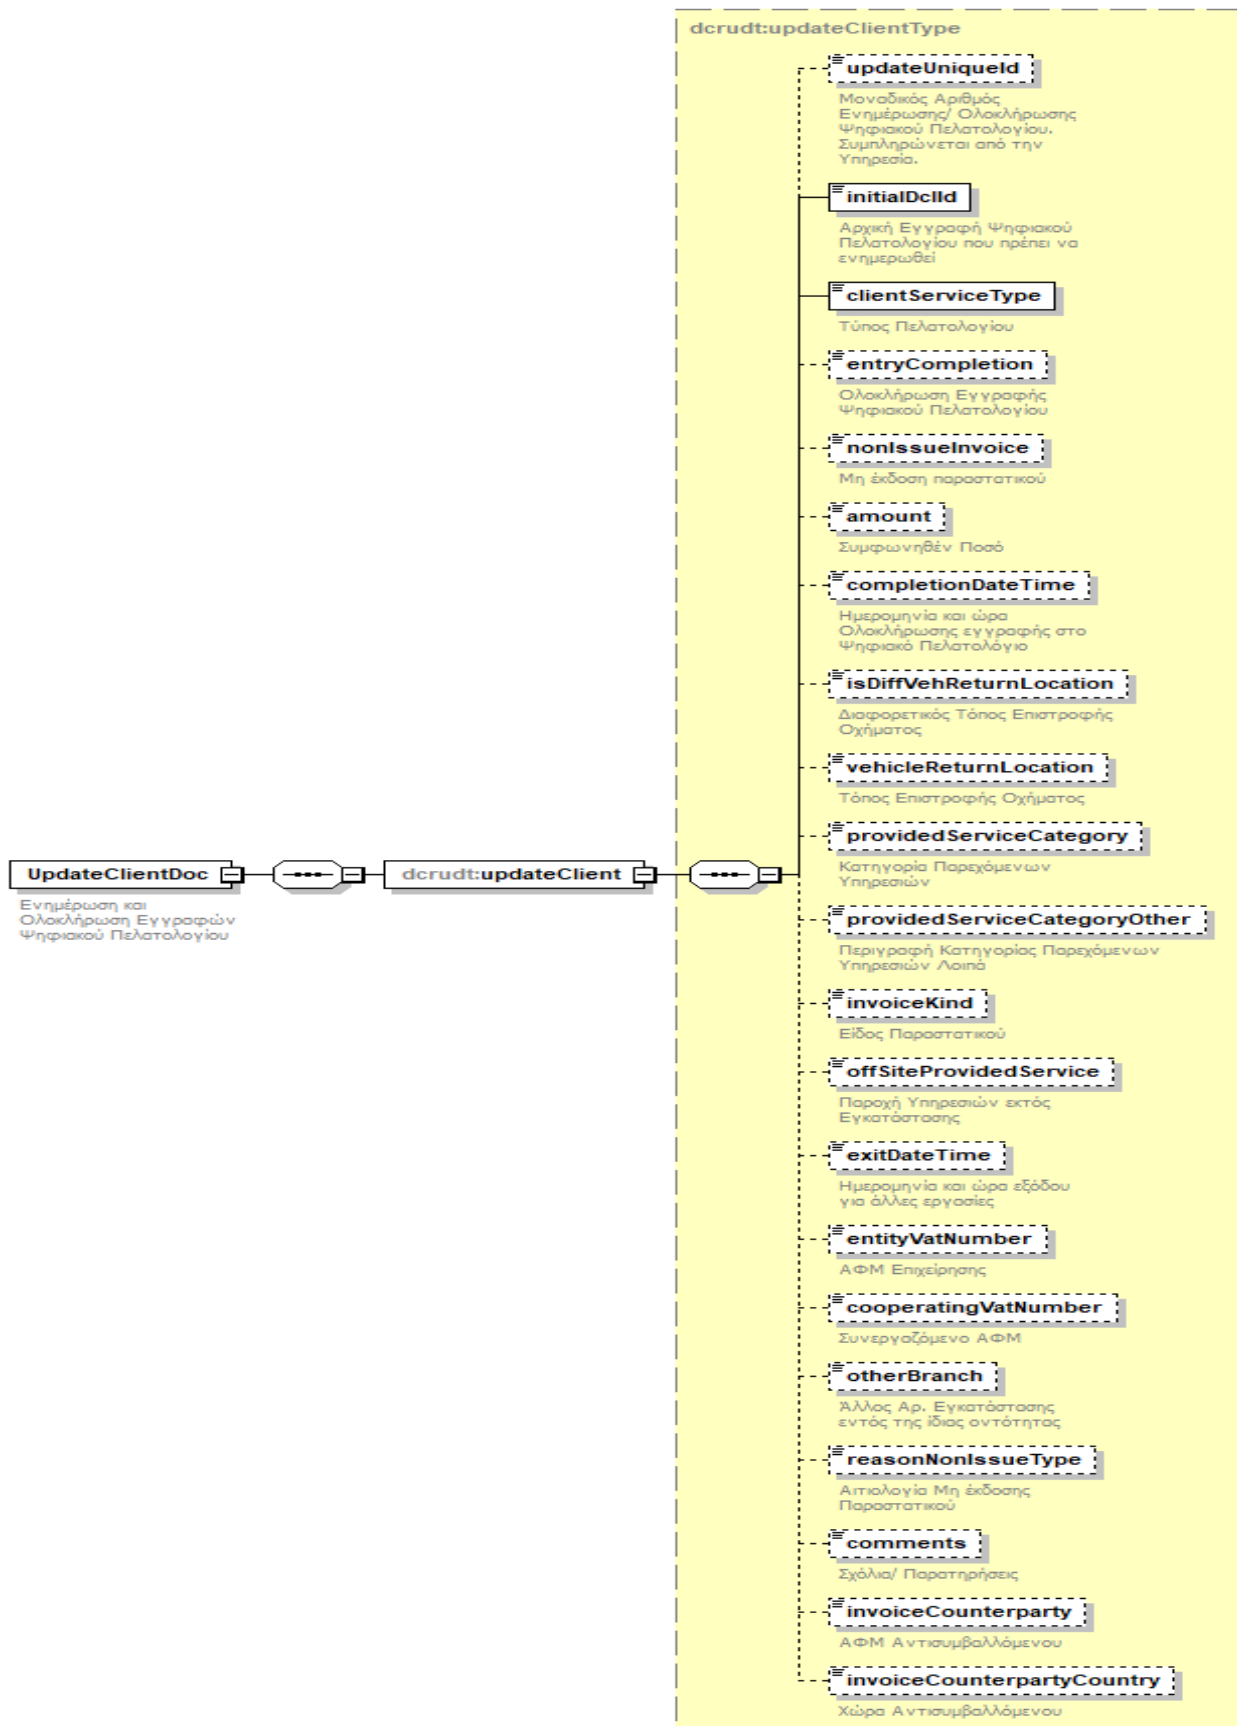 dcrudt:updateClientType
updateUniqueId
Μοναδικός Αριθμός
Ενημέρωσης/ Ολοκλήρωσης
Ψηφιακού Πελατολογίου.
Συμπληρώνεται από την
Υπηρεσία.
initialDclId
Αρχική Εγγραφή Ψηφιακού
Πελατολογίου που πρέπει να
ενημερωθεί
clientServiceType
Τύπος Πελατολογίου
entryCompletion
Ολοκλήρωση Εγγραφής
Ψηφιακού Πελατολογίου
nonIssueInvoice
Μη έκδοση παραστατικού
amount
Συμφωνηθέν Ποσό
completionDateTime
Ημερομηνία και ώρα
Ολοκλήρωσης εγγραφής στο
Ψηφιακό Πελατολόγιο
isDiffVehReturnLocation
Διαφορετικός Τόπος Επιστροφής
Οχήματος
vehicleReturnLocation
Τόπος Επιστροφής Οχήματος
providedServiceCategory
Κατηγορία Παρεχόμενων
Υπηρεσιών
UpdateClientDoc
Ενημέρωση και
Ολοκλήρωση Εγγραφών
Ψηφιακού Πελατολογίου
dcrudt:updateClient
providedServiceCategoryOther
Περιγραφή Κατηγορίας Παρεχόμενων
Υπηρεσιών Λοιπά
invoiceKind
Είδος Παραστατικού
offSiteProvidedService
Παροχή Υπηρεσιών εκτός
Εγκατάστασης
exitDateTime
Ημερομηνία και ώρα εξόδου
για άλλες εργασίες
entityVatNumber
ΑΦΜ Επιχείρησης
cooperatingVatNumber
Συνεργαζόμενο ΑΦΜ
otherBranch
Άλλος Αρ. Εγκατάστασης
εντός της ίδιας οντότητας
reasonNonIssueType
Αιτιολογία Μη έκδοσης
Παραστατικού
comments
Σχόλια/ Παρατηρήσεις
invoiceCounterparty
ΑΦΜ Αντισυμβαλλόμενου
invoiceCounterpartyCountry
Χώρα Αντισυμβαλλόμενου